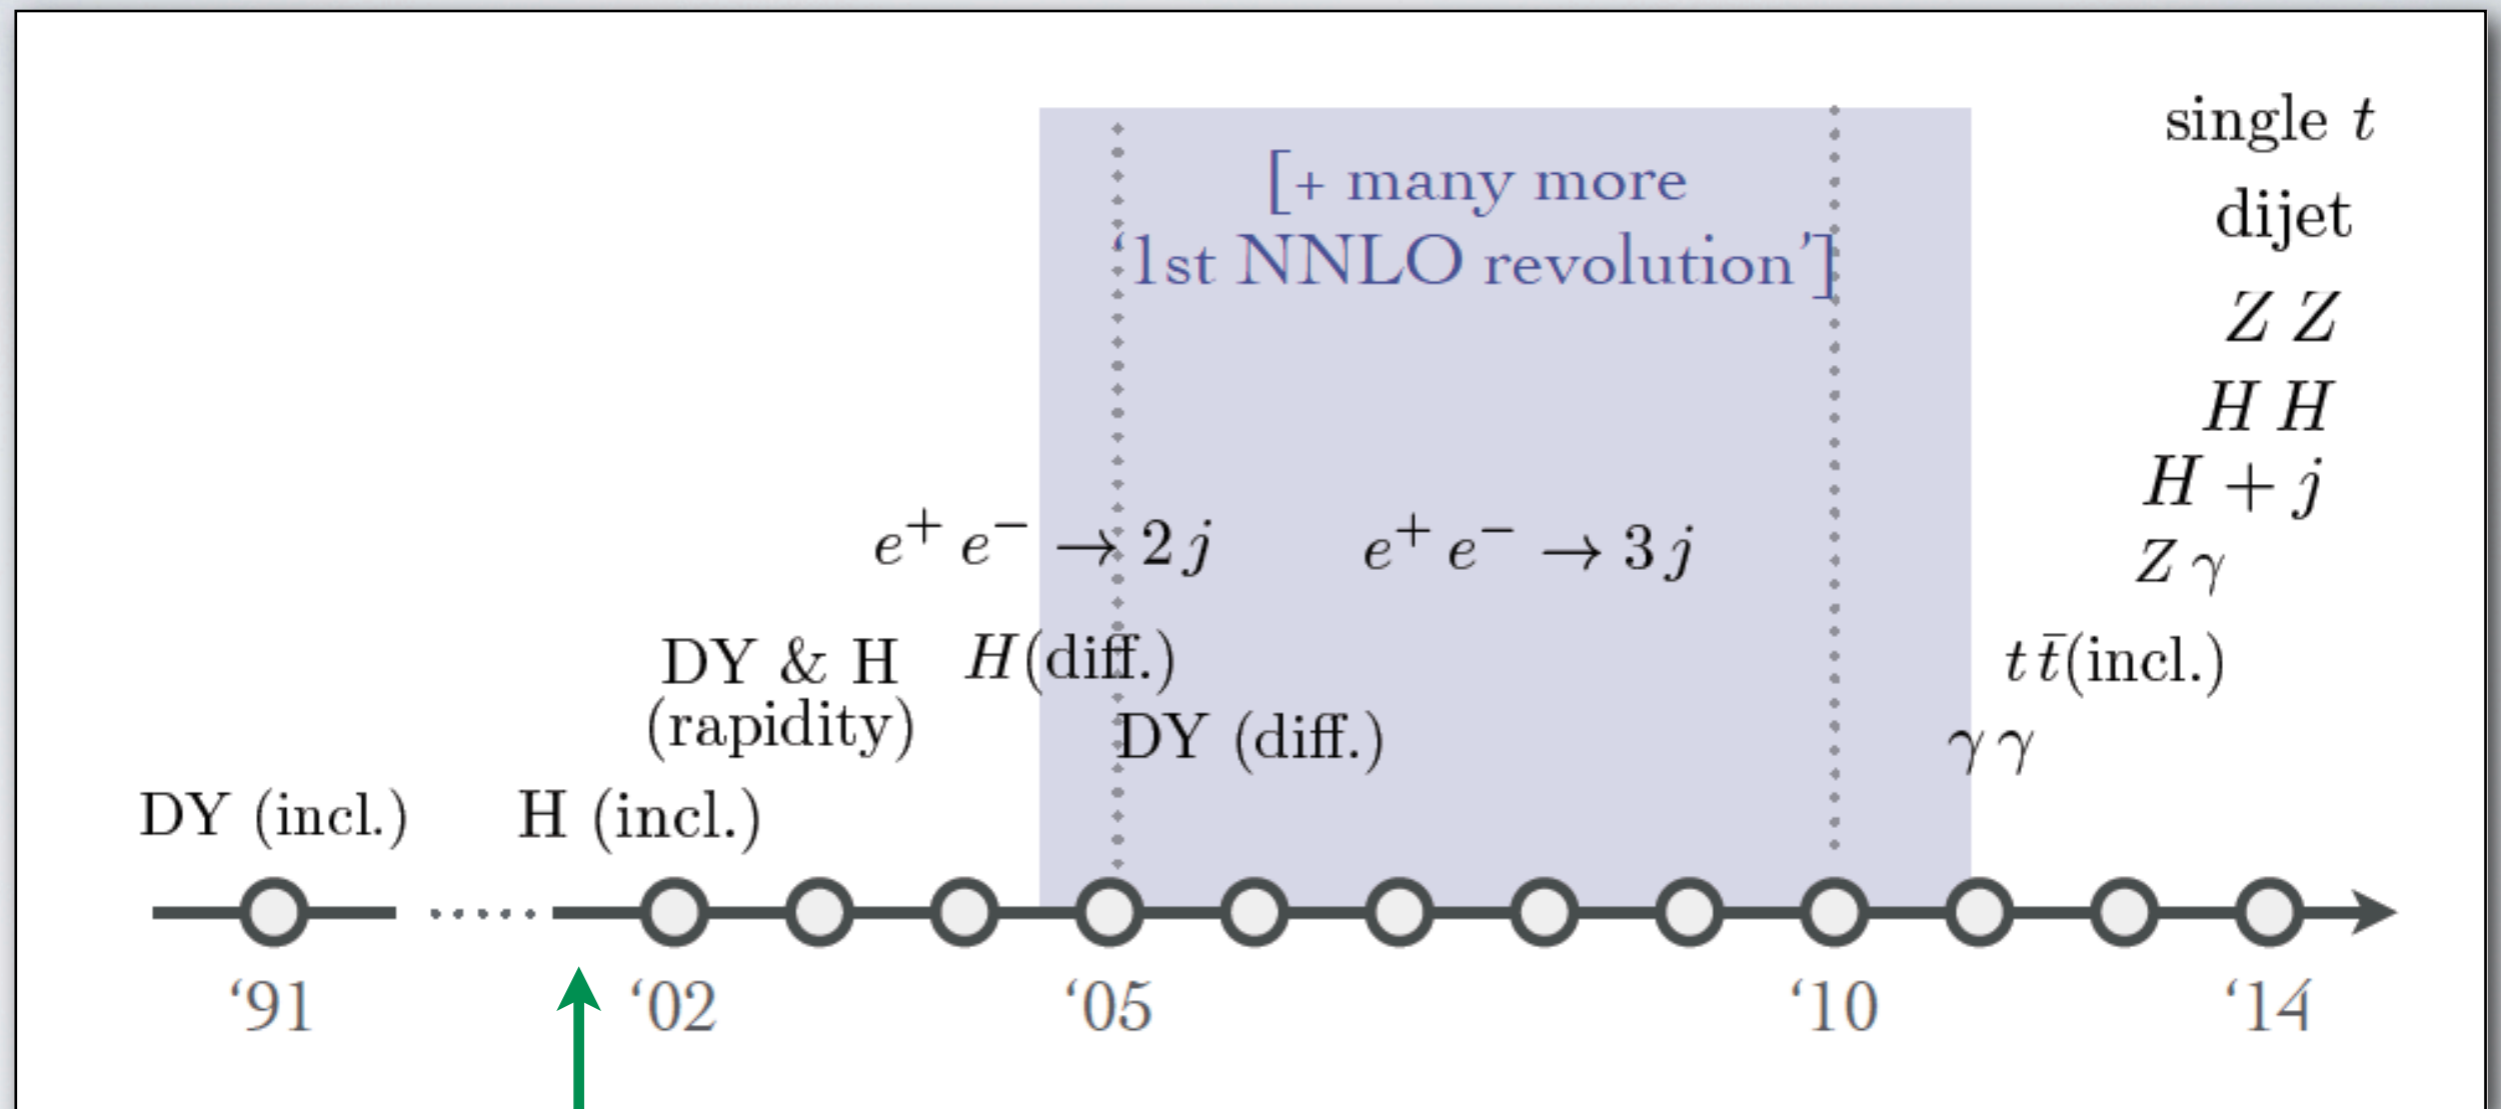 single t
dijet
[+ many more
‘1st NNLO revolution’]
Z Z
H H
H + j
e⁺ e⁻ → 2 j
e⁺ e⁻ → 3 j
Z γ
DY & H
(rapidity)
H(diff.)
t t̄(incl.)
DY (diff.)
γ γ
DY (incl.)
H (incl.)
‘91
‘02
‘05
‘10
‘14